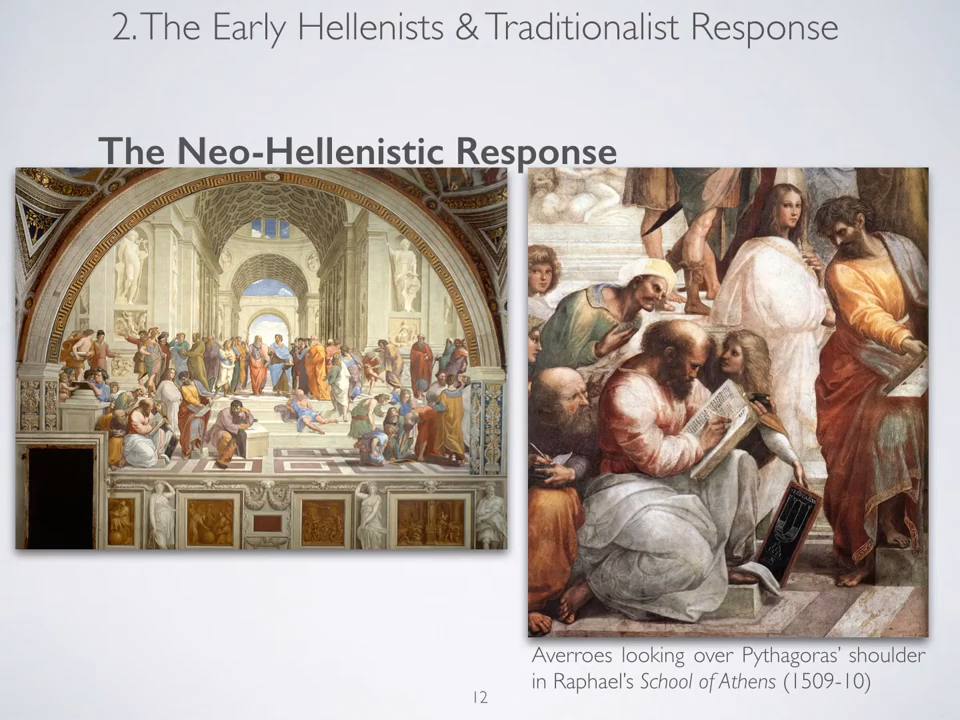 2. The Early Hellenists & Traditionalist Response
The Neo-Hellenistic Response
Averroes looking over Pythagoras’ shoulder
in Raphael’s School of Athens (1509-10)
12